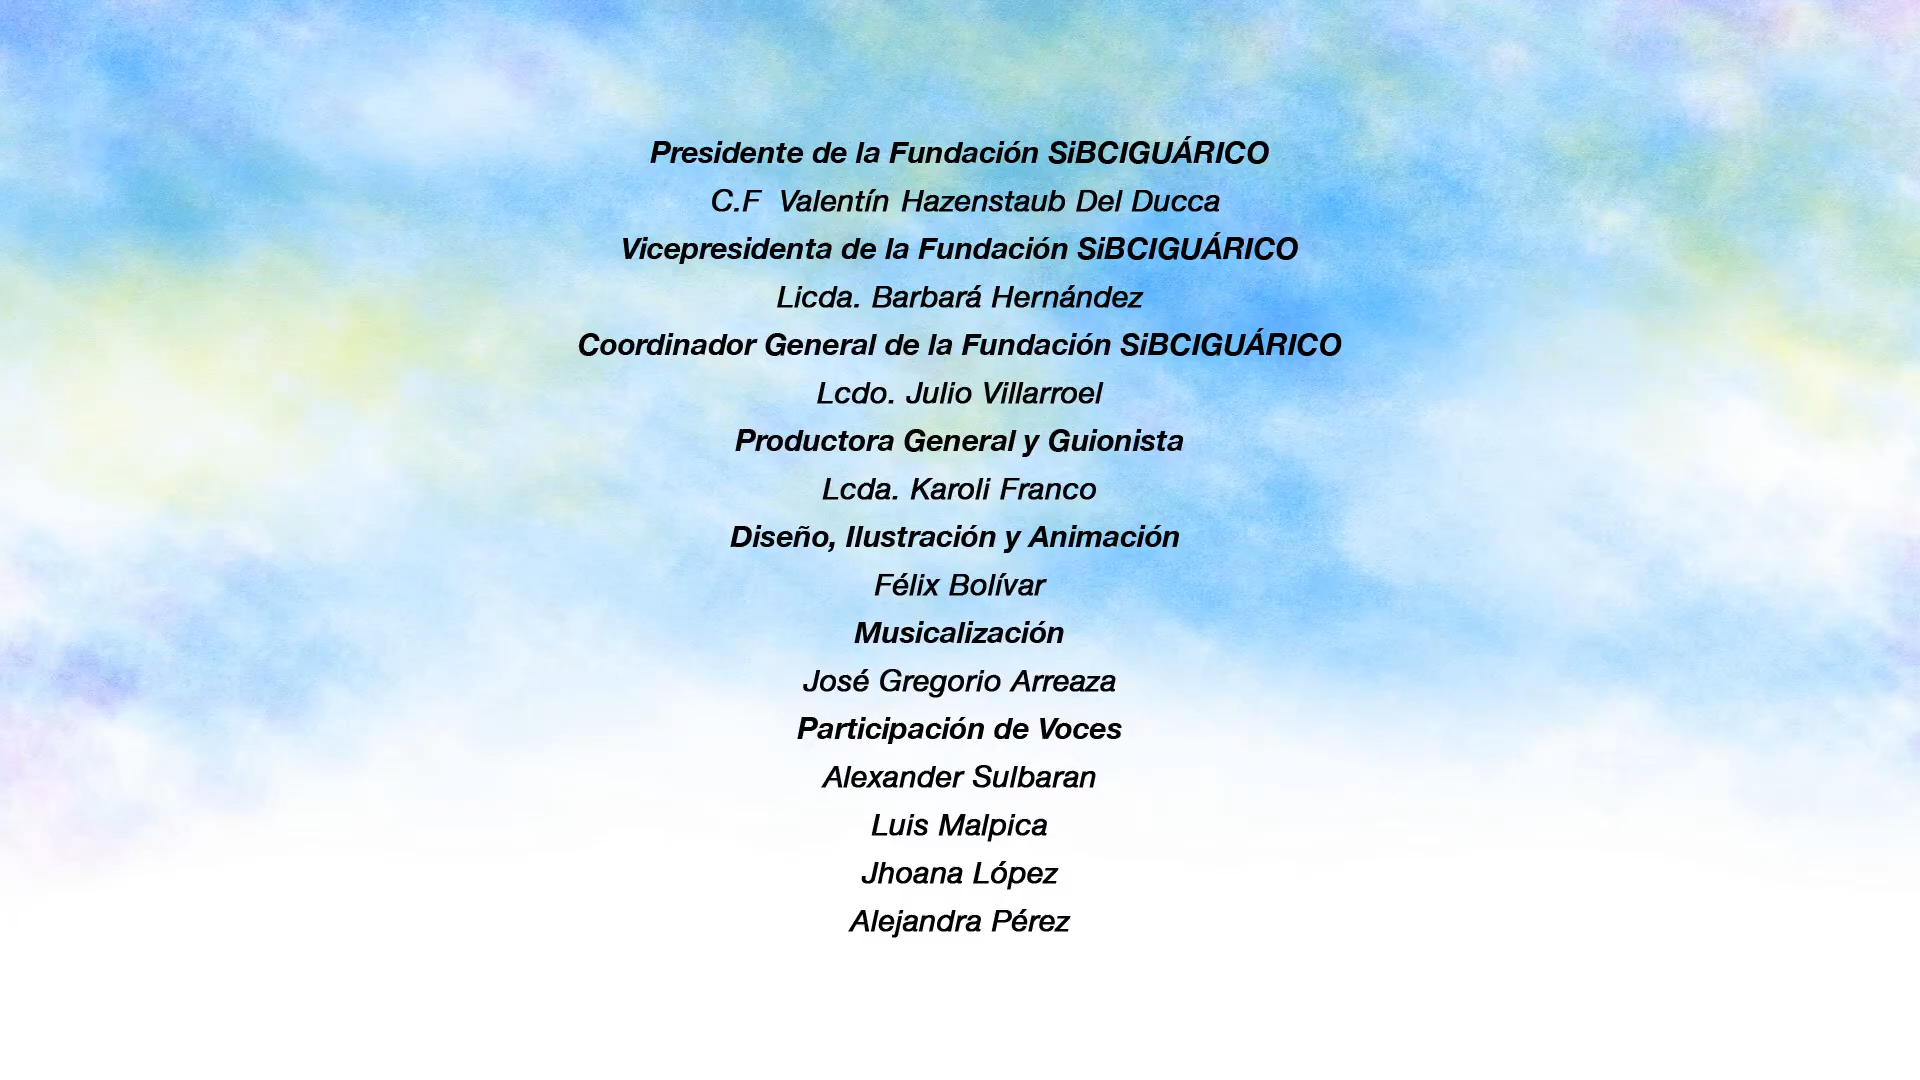 Presidente de la Fundación SiBCIGUÁRICO
C.F Valentín Hazenstaub Del Ducca
Vicepresidenta de la Fundación SiBCIGUÁRICO
Licda. Barbará Hernández
Coordinador General de la Fundación SiBCIGUÁRICO
Lcdo. Julio Villarroel
Productora General y Guionista
Lcda. Karoli Franco
Diseño, Ilustración y Animación
Félix Bolívar
Musicalización
José Gregorio Arreaza
Participación de Voces
Alexander Sulbaran
Luis Malpica
Jhoana López
Alejandra Pérez